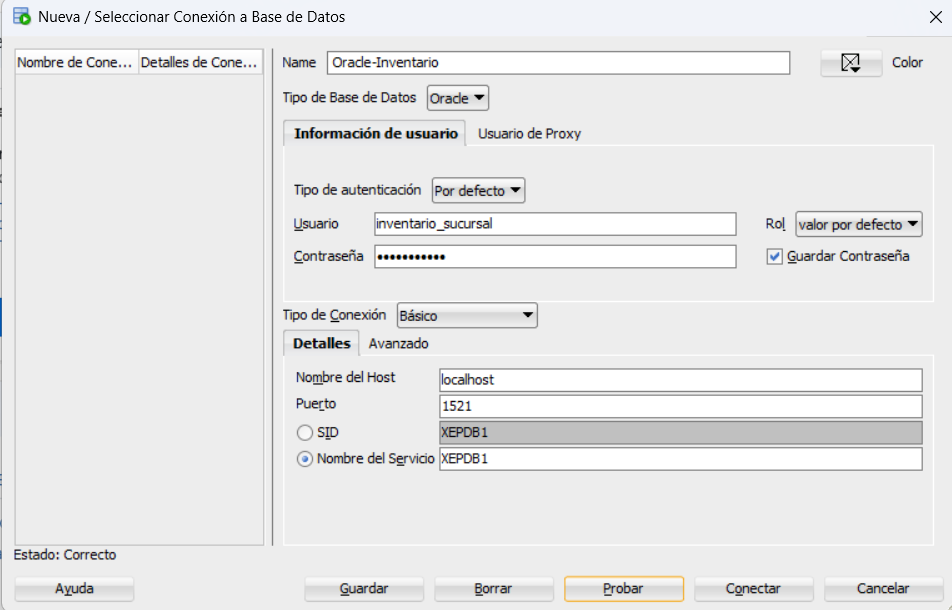 Nueva / Seleccionar Conexión a Base de Datos
Nombre de Cone... Detalles de Cone...
Name Oracle-Inventario Color
Tipo de Base de Datos Oracle
Información de usuario Usuario de Proxy
Tipo de autenticación Por defecto
Usuario inventario_sucursal Rol valor por defecto
Contraseña ••••••••••• Guardar Contraseña
Tipo de Conexión Básico
Detalles Avanzado
Nombre del Host localhost
Puerto 1521
SID XEPDB1
Nombre del Servicio XEPDB1
Estado: Correcto
Ayuda Guardar Borrar Probar Conectar Cancelar